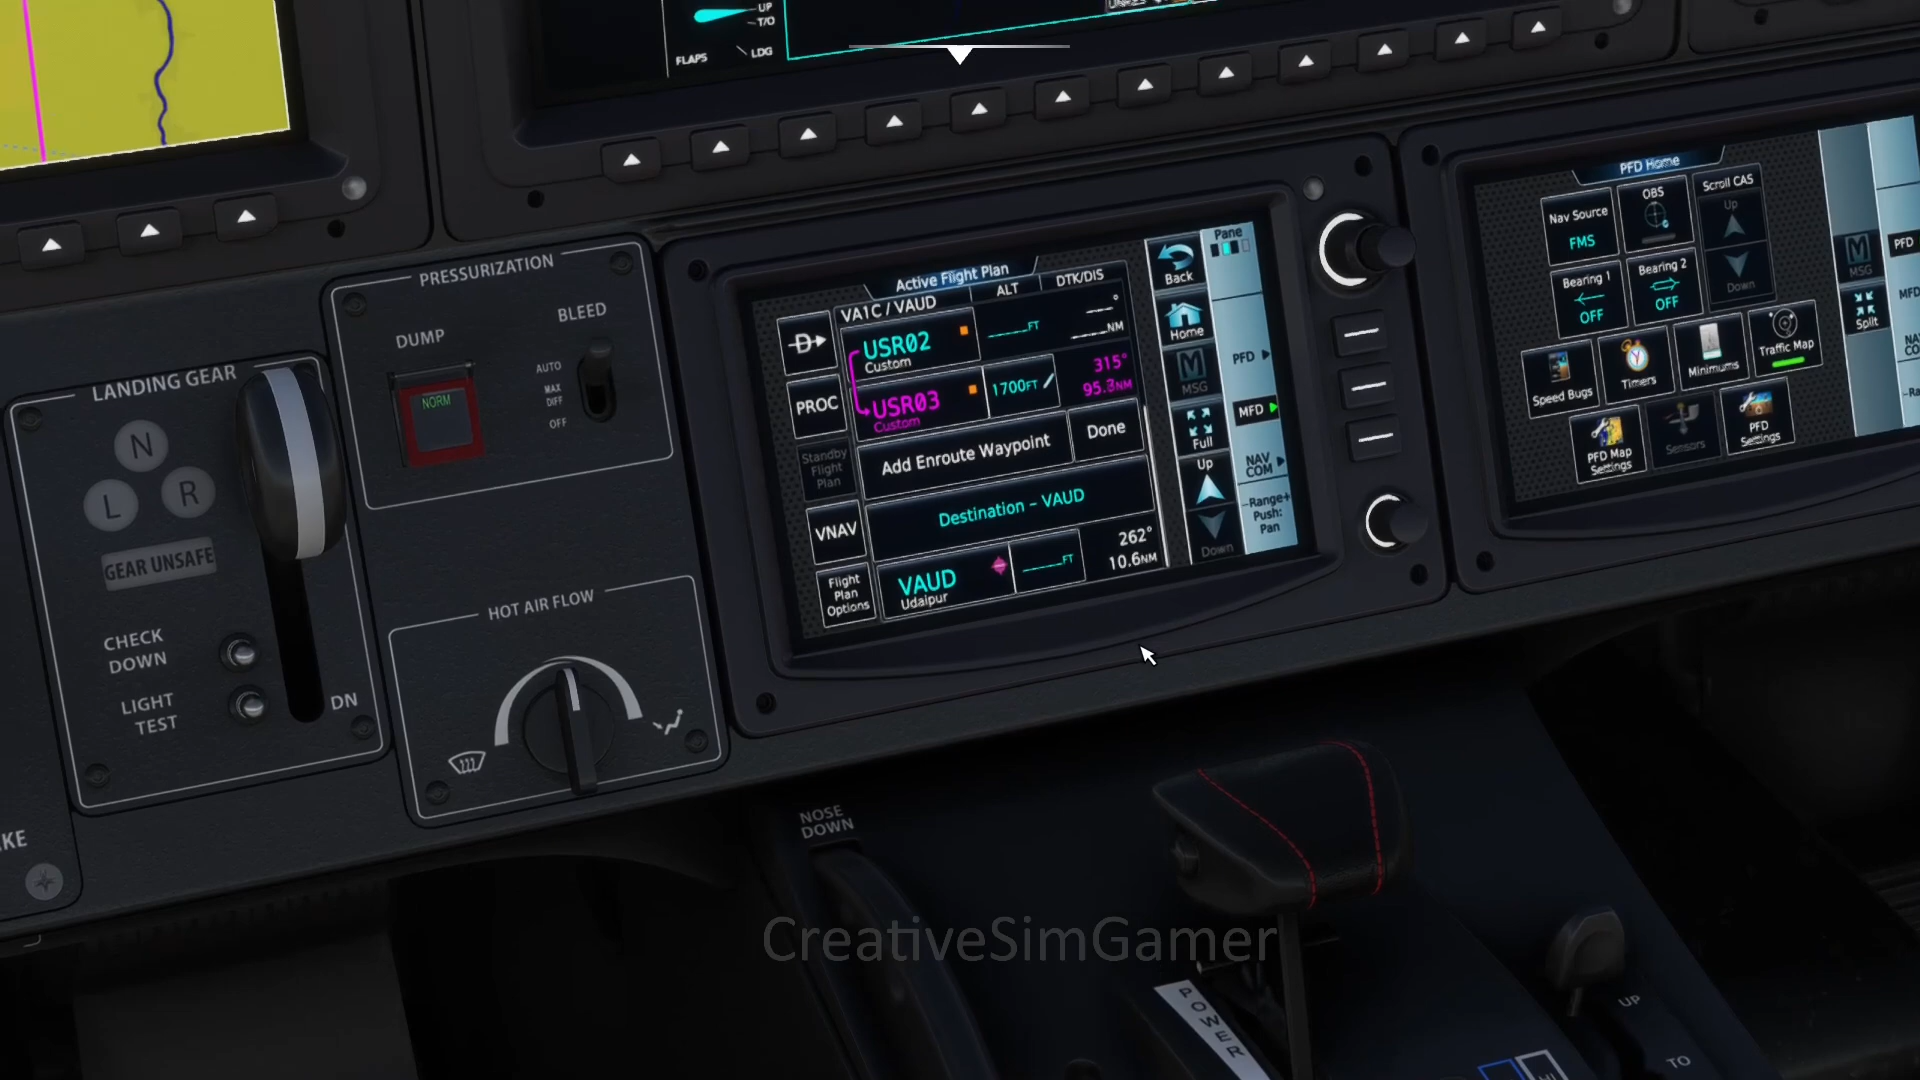 UP
T/O
FLAPS
LDG
PRESSURIZATION
DUMP
BLEED
NORM
AUTO
MAX
DIFF
OFF
LANDING GEAR
N
L
R
GEAR UNSAFE
CHECK
DOWN
LIGHT
TEST
DN
HOT AIR FLOW
Active Flight Plan
VA1C / VAUD
ALT
DTK/DIS
USR02
Custom
____FT
___°
____NM
USR03
Custom
1700FT
315°
95.3NM
Add Enroute Waypoint
Done
Destination – VAUD
VAUD
Udaipur
____FT
262°
10.6NM
D
PROC
Standby
Flight
Plan
VNAV
Flight
Plan
Options
Back
Home
MSG
Full
Up
Down
Pane
PFD
MFD
NAV
COM
–Range+
Push:
Pan
PFD Home
Nav Source
FMS
OBS
Scroll CAS
Up
Down
Bearing 1
OFF
Bearing 2
OFF
Speed Bugs
Timers
Minimums
Traffic Map
PFD Map
Settings
Sensors
PFD
Settings
MSG
Split
PFD
NOSE
DOWN
CreativeSimGamer
POWER
UP
TO